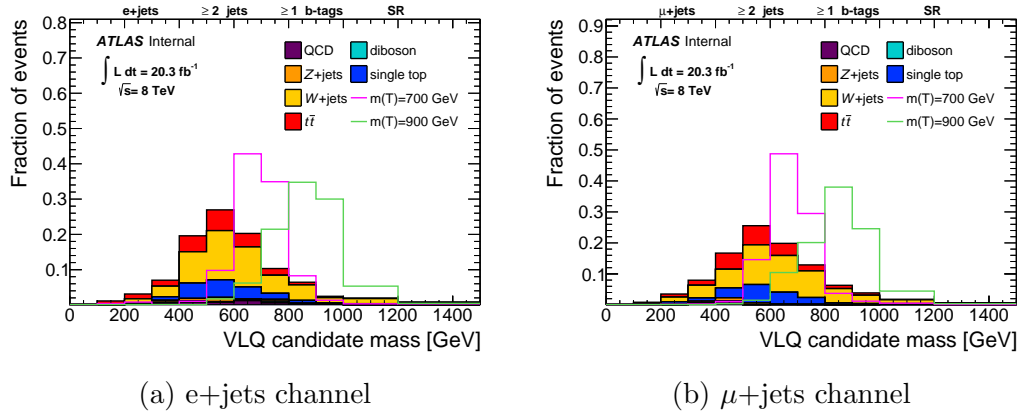 e+jets ≥ 2 jets ≥ 1 b-tags SR
ATLAS Internal
∫ L dt = 20.3 fb⁻¹
√s= 8 TeV
QCD diboson
Z+jets single top
W+jets m(T)=700 GeV
tt̅ m(T)=900 GeV
Fraction of events
0.8
0.7
0.6
0.5
0.4
0.3
0.2
0.1
0 200 400 600 800 1000 1200 1400
VLQ candidate mass [GeV]
(a) e+jets channel
μ+jets ≥ 2 jets ≥ 1 b-tags SR
ATLAS Internal
∫ L dt = 20.3 fb⁻¹
√s= 8 TeV
QCD diboson
Z+jets single top
W+jets m(T)=700 GeV
tt̅ m(T)=900 GeV
Fraction of events
0.9
0.8
0.7
0.6
0.5
0.4
0.3
0.2
0.1
0 200 400 600 800 1000 1200 1400
VLQ candidate mass [GeV]
(b) μ+jets channel